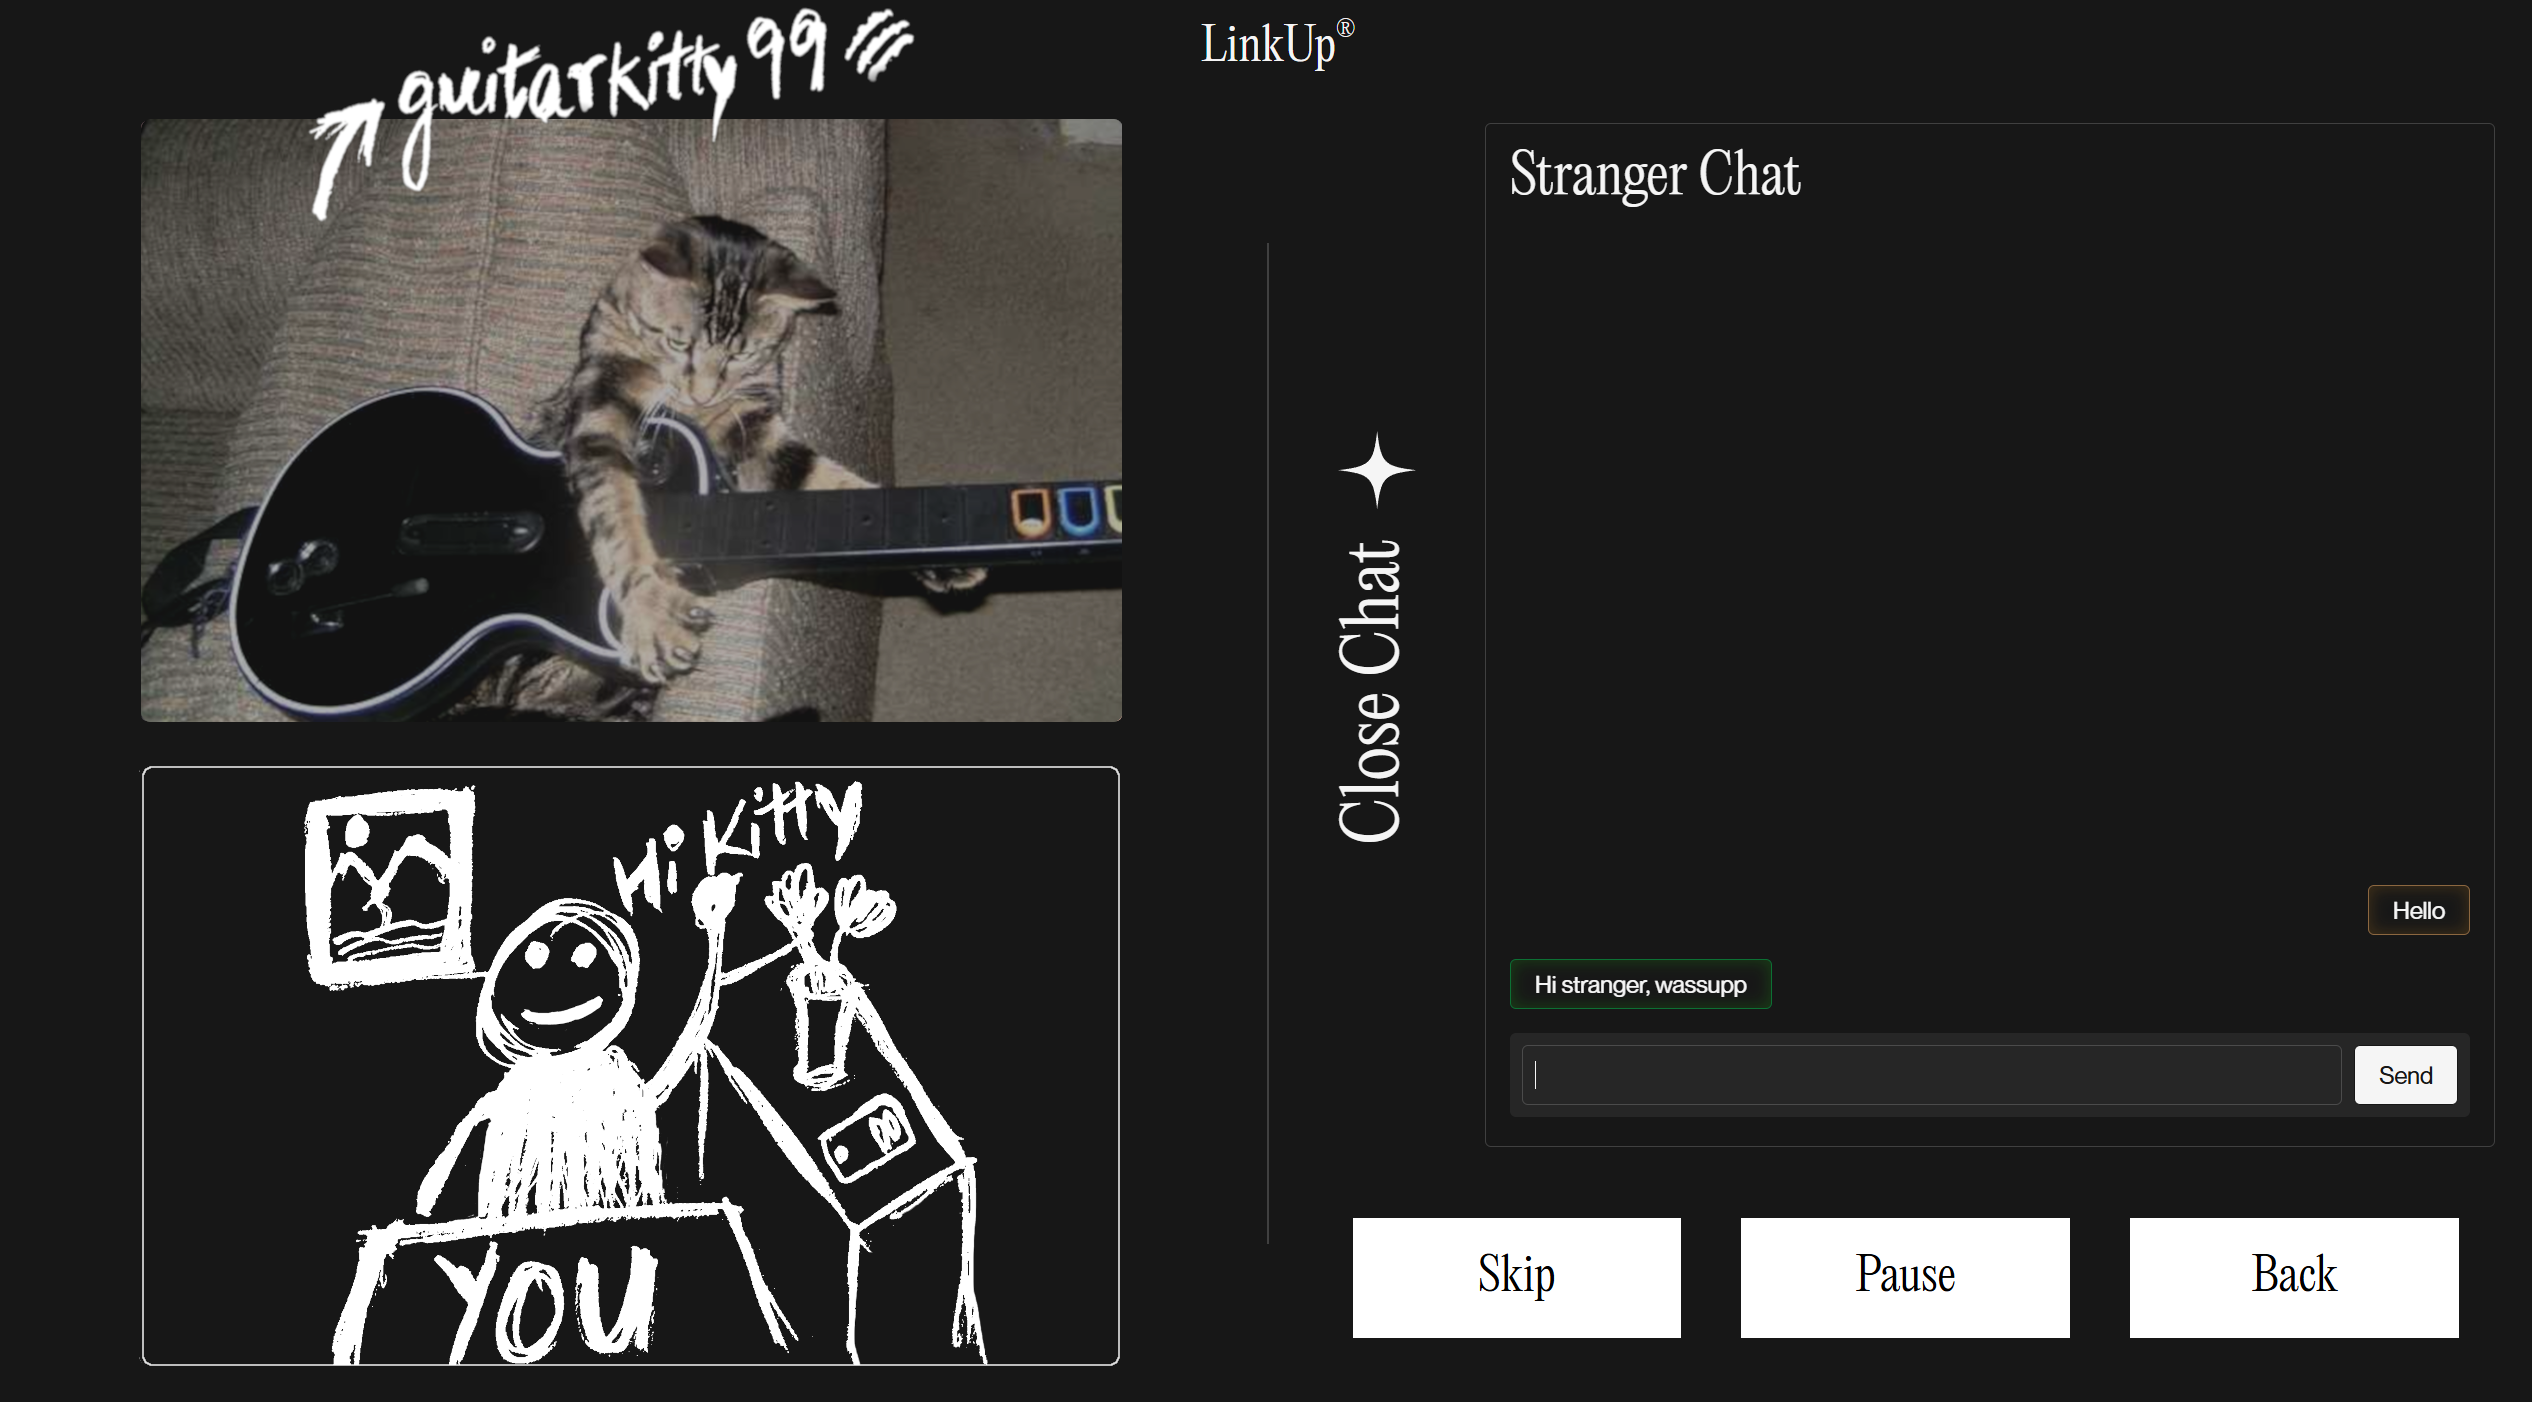 guitarkitty99
LinkUp®
Stranger Chat
Close Chat
Hello
Hi stranger, wassupp
Send
Hi Kitty
YOU
Skip
Pause
Back